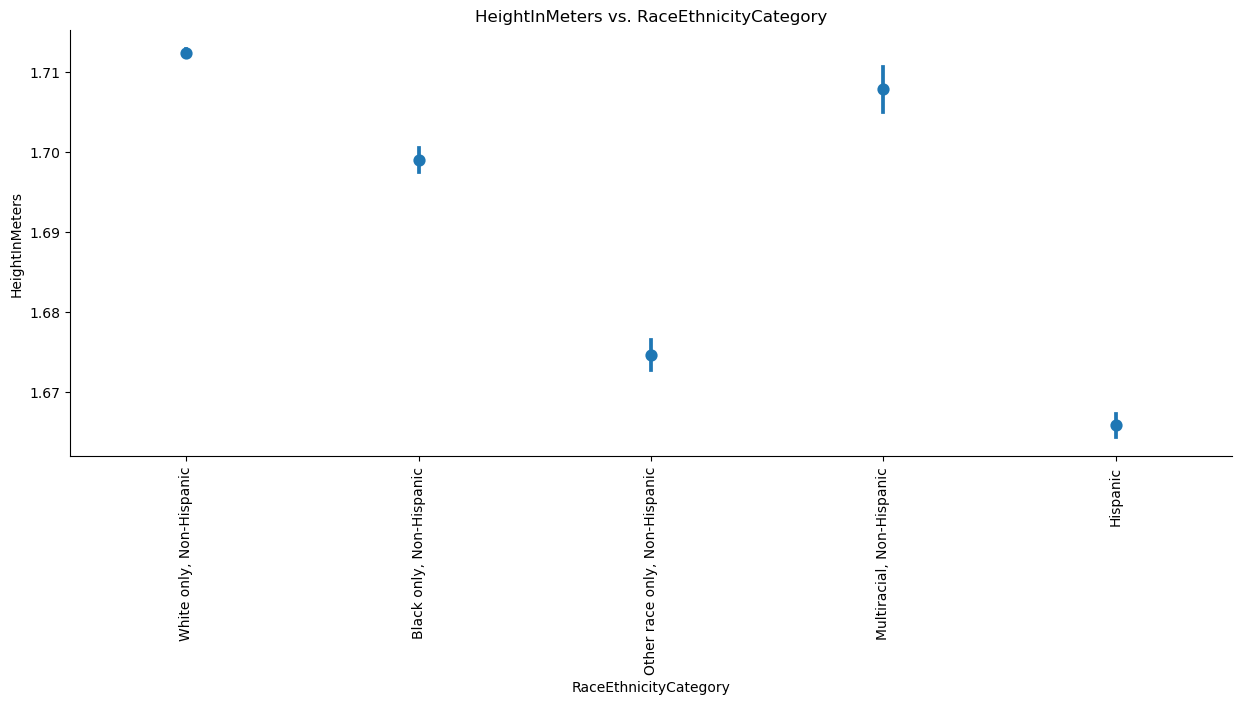 HeightInMeters vs. RaceEthnicityCategory
HeightInMeters
1.71
1.70
1.69
1.68
1.67
White only, Non-Hispanic
Black only, Non-Hispanic
Other race only, Non-Hispanic
Multiracial, Non-Hispanic
Hispanic
RaceEthnicityCategory